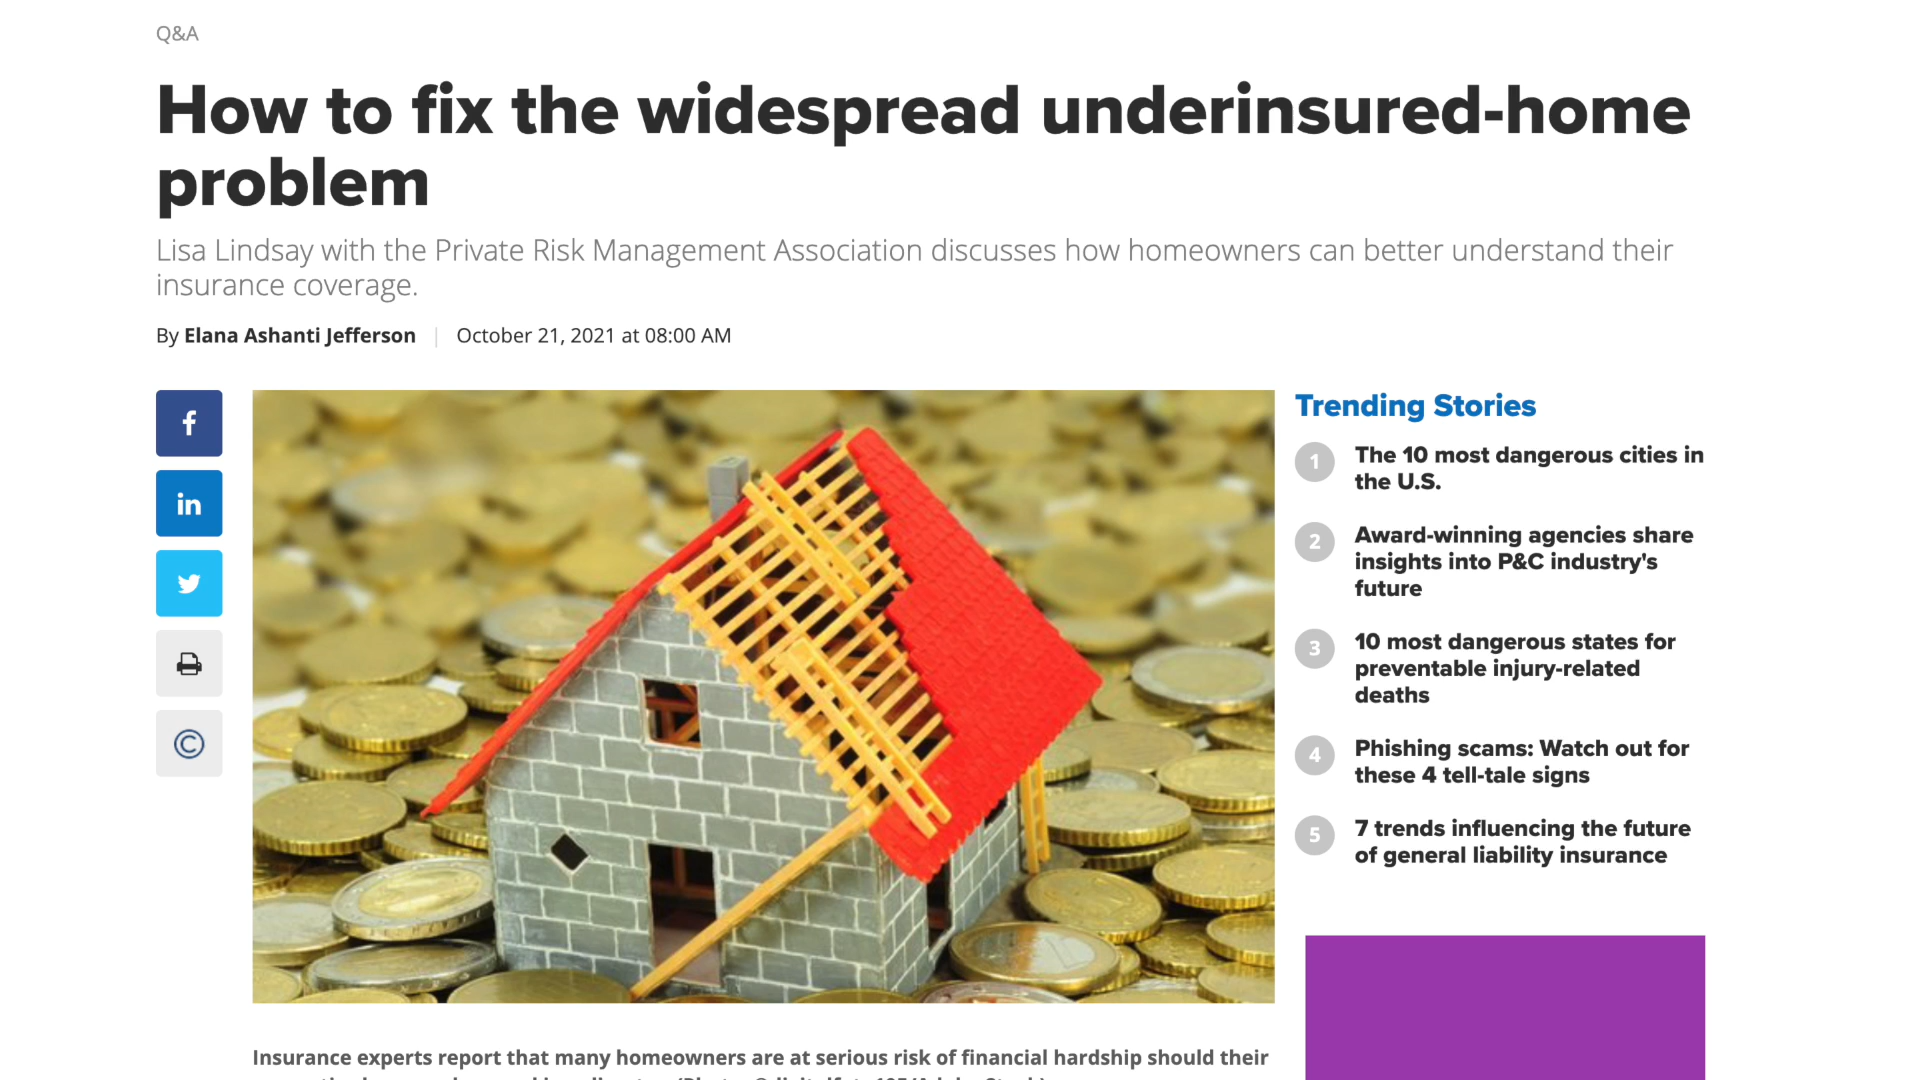 Q&A
How to fix the widespread underinsured-home
problem
Lisa Lindsay with the Private Risk Management Association discusses how homeowners can better understand their
insurance coverage.
By Elana Ashanti Jefferson | October 21, 2021 at 08:00 AM
f
in
©
Trending Stories
1 The 10 most dangerous cities in
the U.S.
2 Award-winning agencies share
insights into P&C industry's
future
3 10 most dangerous states for
preventable injury-related
deaths
4 Phishing scams: Watch out for
these 4 tell-tale signs
5 7 trends influencing the future
of general liability insurance
Insurance experts report that many homeowners are at serious risk of financial hardship should their